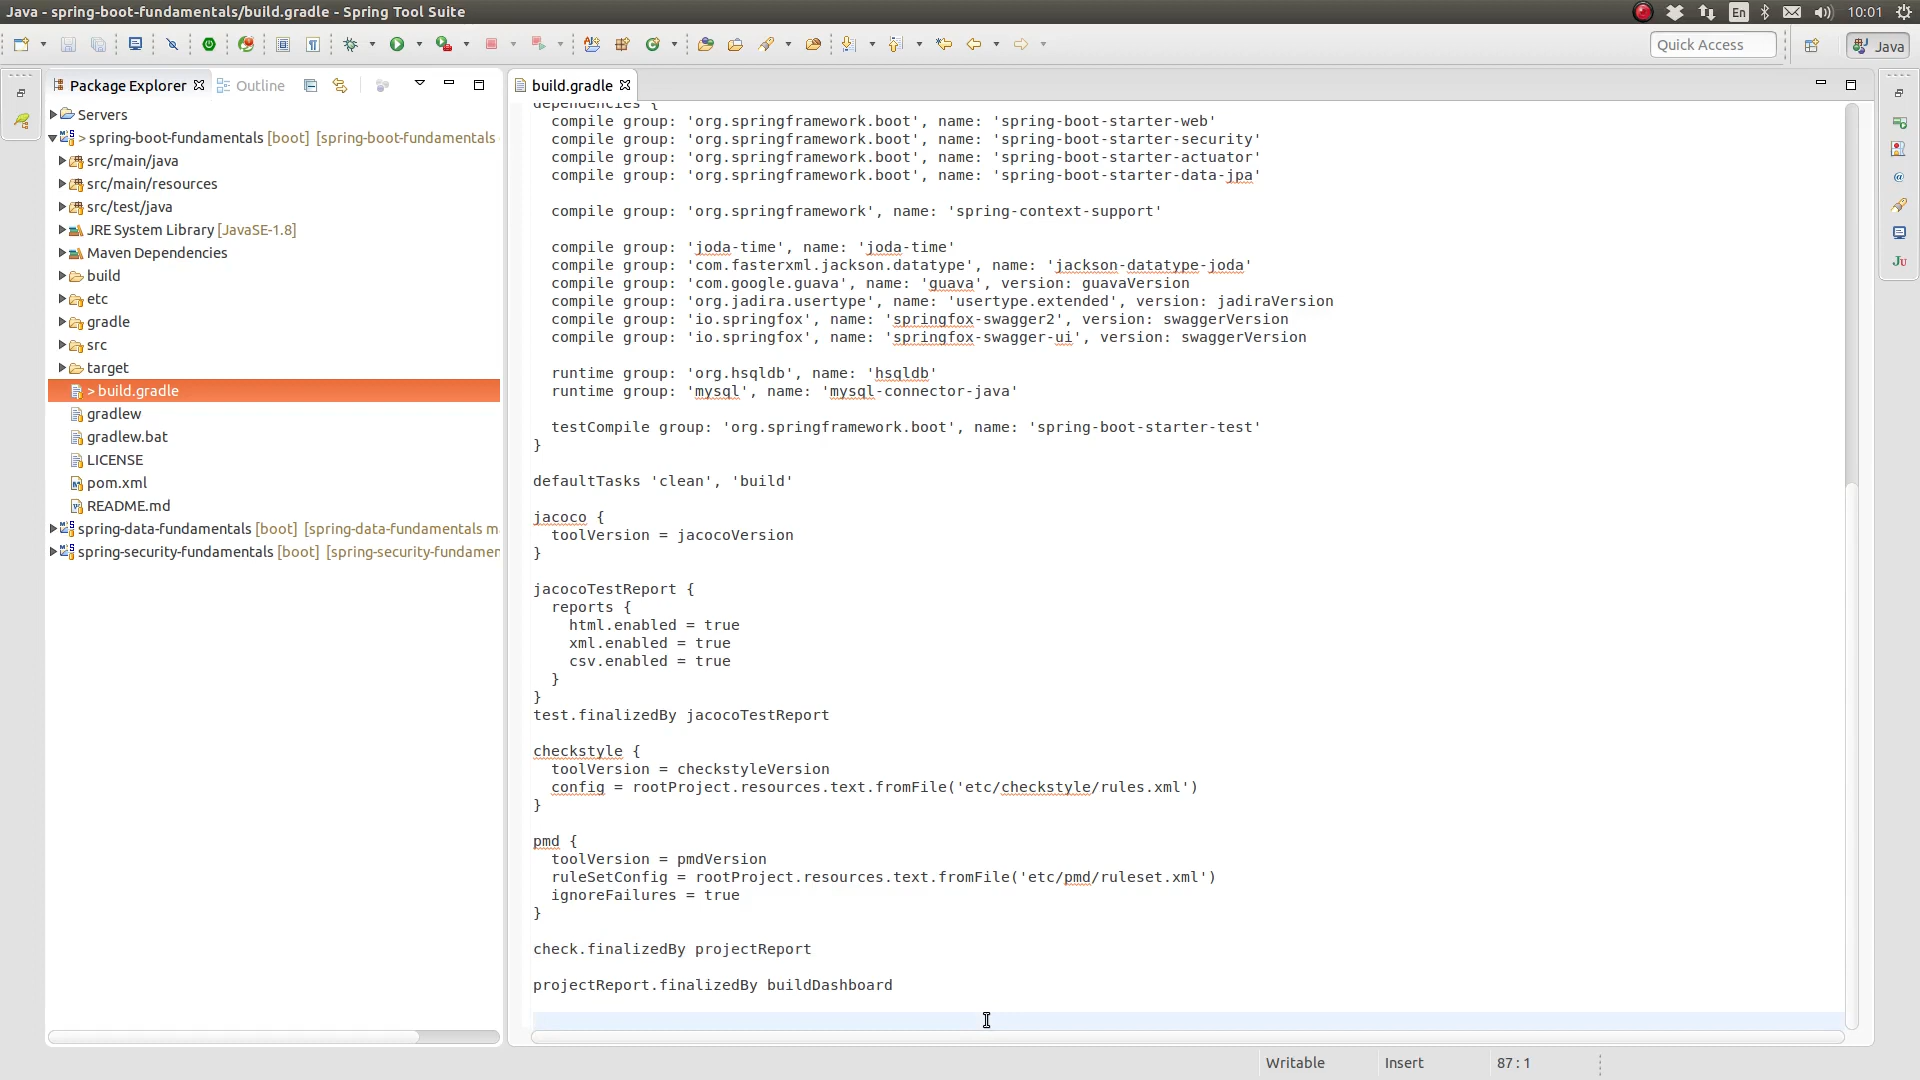 Java - spring-boot-fundamentals/build.gradle - Spring Tool Suite
En
10:01
Quick Access
Java
Package Explorer
Outline
build.gradle
Servers
> spring-boot-fundamentals [boot] [spring-boot-fundamentals
src/main/java
src/main/resources
src/test/java
JRE System Library [JavaSE-1.8]
Maven Dependencies
build
etc
gradle
src
target
> build.gradle
gradlew
gradlew.bat
LICENSE
pom.xml
README.md
spring-data-fundamentals [boot] [spring-data-fundamentals m
spring-security-fundamentals [boot] [spring-security-fundamen
dependencies {
compile group: 'org.springframework.boot', name: 'spring-boot-starter-web'
compile group: 'org.springframework.boot', name: 'spring-boot-starter-security'
compile group: 'org.springframework.boot', name: 'spring-boot-starter-actuator'
compile group: 'org.springframework.boot', name: 'spring-boot-starter-data-jpa'
compile group: 'org.springframework', name: 'spring-context-support'
compile group: 'joda-time', name: 'joda-time'
compile group: 'com.fasterxml.jackson.datatype', name: 'jackson-datatype-joda'
compile group: 'com.google.guava', name: 'guava', version: guavaVersion
compile group: 'org.jadira.usertype', name: 'usertype.extended', version: jadiraVersion
compile group: 'io.springfox', name: 'springfox-swagger2', version: swaggerVersion
compile group: 'io.springfox', name: 'springfox-swagger-ui', version: swaggerVersion
runtime group: 'org.hsqldb', name: 'hsqldb'
runtime group: 'mysql', name: 'mysql-connector-java'
testCompile group: 'org.springframework.boot', name: 'spring-boot-starter-test'
}
defaultTasks 'clean', 'build'
jacoco {
toolVersion = jacocoVersion
}
jacocoTestReport {
reports {
html.enabled = true
xml.enabled = true
csv.enabled = true
}
}
test.finalizedBy jacocoTestReport
checkstyle {
toolVersion = checkstyleVersion
config = rootProject.resources.text.fromFile('etc/checkstyle/rules.xml')
}
pmd {
toolVersion = pmdVersion
ruleSetConfig = rootProject.resources.text.fromFile('etc/pmd/ruleset.xml')
ignoreFailures = true
}
check.finalizedBy projectReport
projectReport.finalizedBy buildDashboard
Writable
Insert
87 : 1